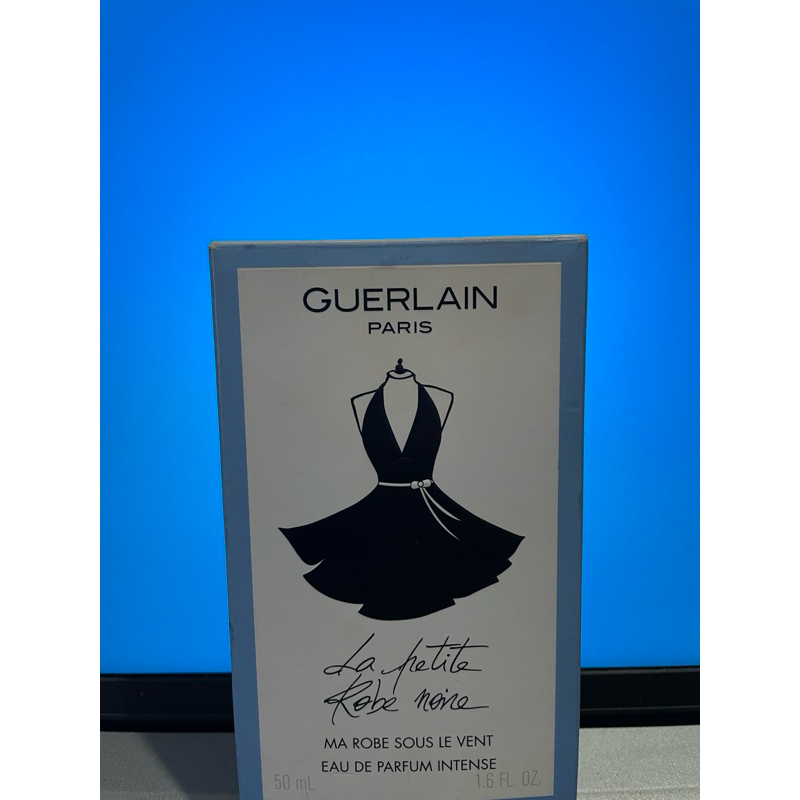 GUERLAIN
PARIS
La petite
Robe noire
MA ROBE SOUS LE VENT
EAU DE PARFUM INTENSE
50 mL 1.6 FL. OZ.